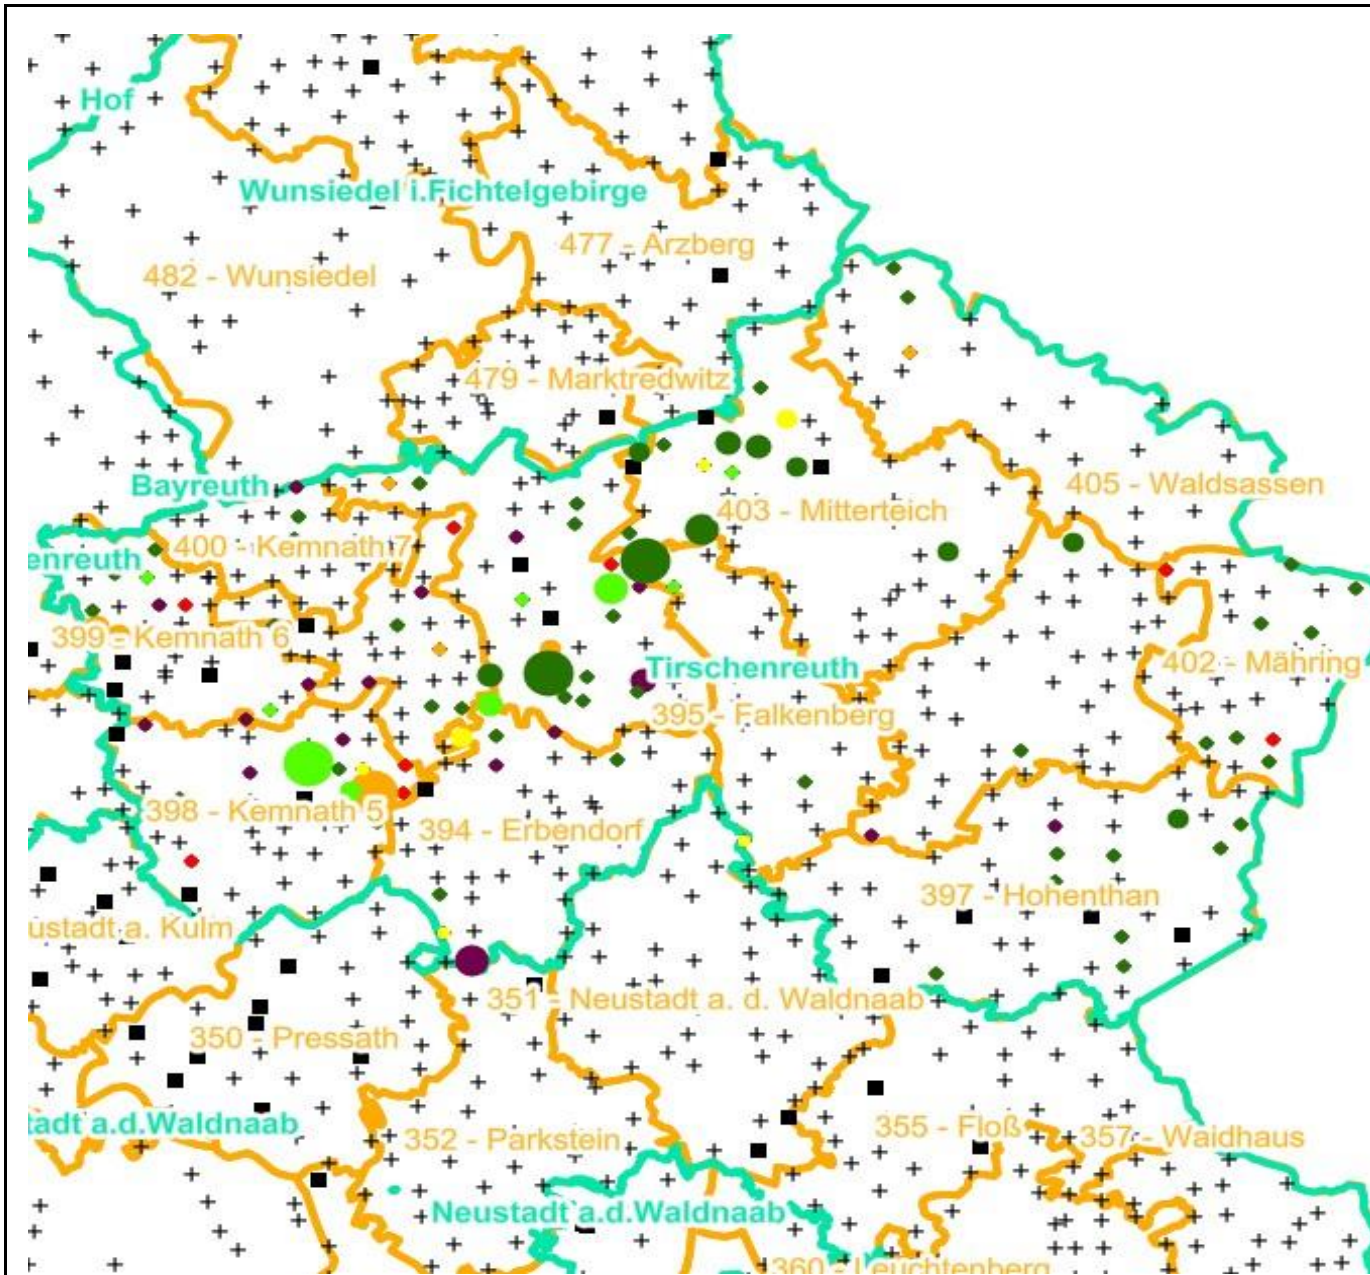 Hof
Wunsiedel i.Fichtelgebirge
477 - Arzberg
482 - Wunsiedel
479 - Marktredwitz
Bayreuth
405 - Waldsassen
403 - Mitterteich
400 - Kemnath 7
enreuth
399 - Kemnath 6
Tirschenreuth
402 - Mähring
395 - Falkenberg
398 - Kemnath 5
394 - Erbendorf
397 - Hohenthan
ustadt a. Kulm
351 - Neustadt a. d. Waldnaab
350 - Pressath
tadt a.d.Waldnaab
352 - Parkstein
355 - Floß
357 - Waidhaus
Neustadt a.d.Waldnaab
360 - Leuchtenberg